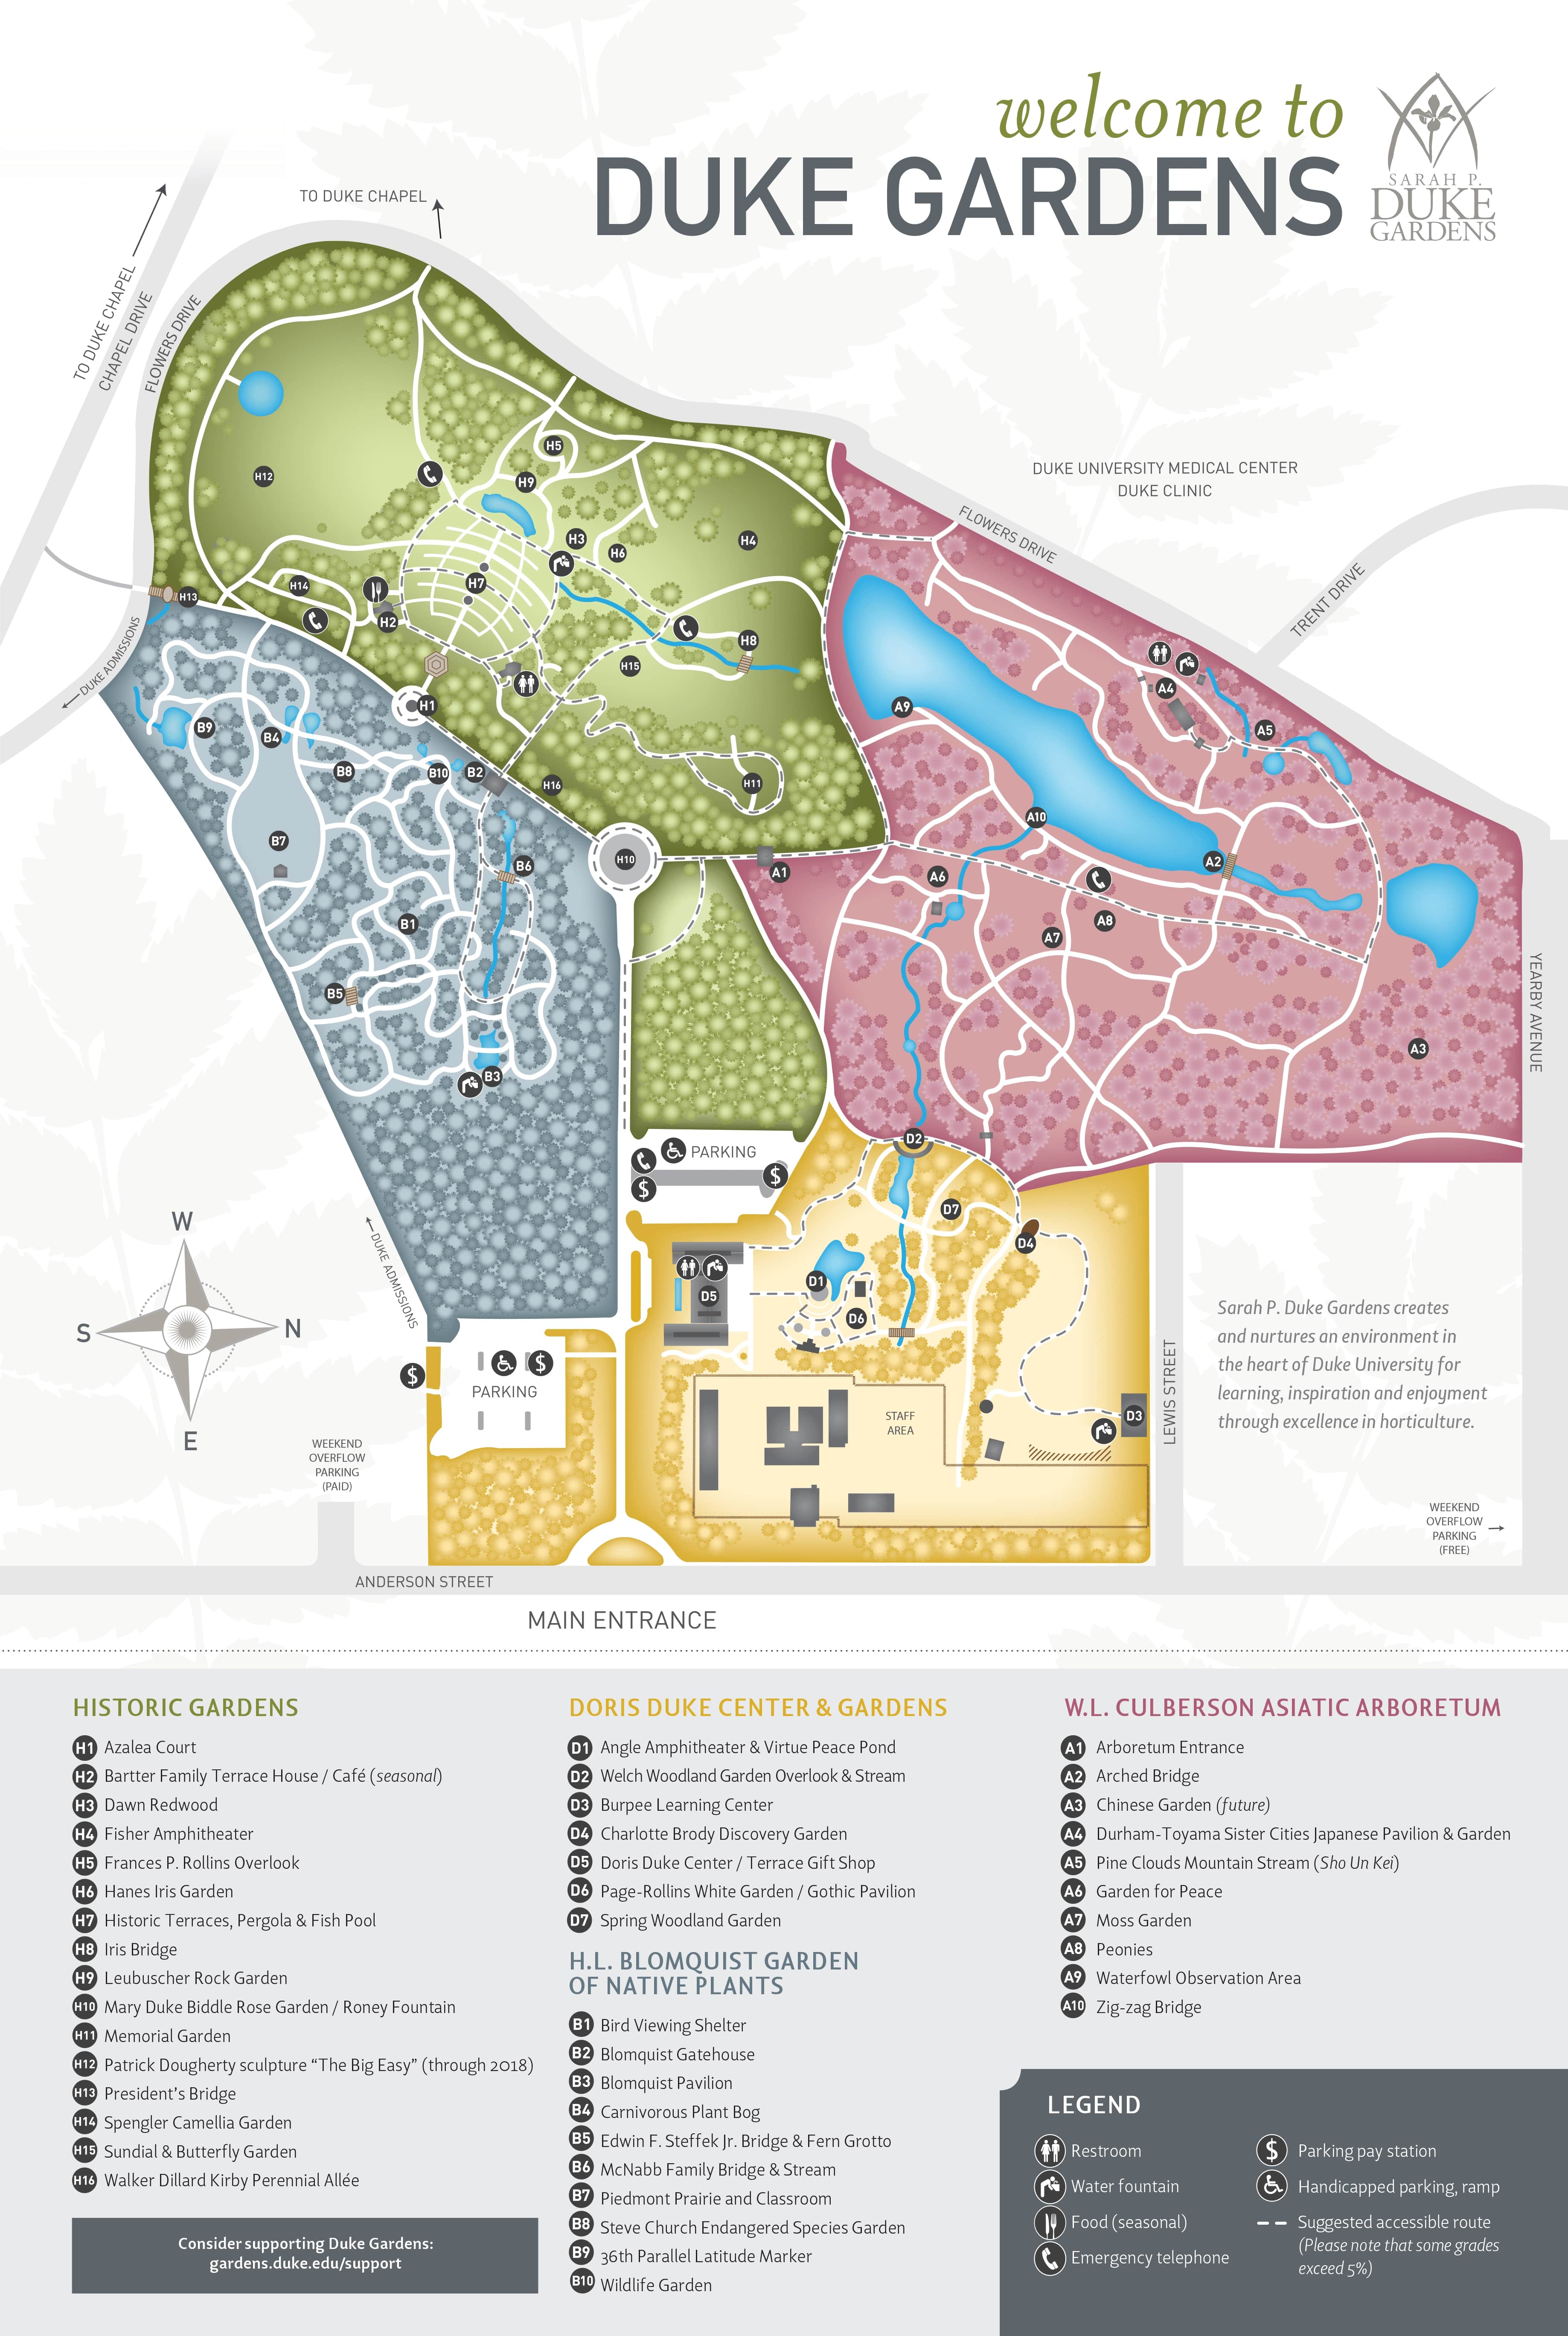 welcome to
DUKE GARDENS
SARAH P.
DUKE
GARDENS
TO DUKE CHAPEL
TO DUKE CHAPEL
CHAPEL DRIVE
FLOWERS DRIVE
DUKE UNIVERSITY MEDICAL CENTER
DUKE CLINIC
FLOWERS DRIVE
TRENT DRIVE
H5
H12
H9
H3
H4
H6
H7
H14
H13
H2
H8
H15
H1
H16
H11
H10
DUKE ADMISSIONS
B9
B4
B8
B10
B2
B7
B6
B1
B5
B3
A4
A9
A5
A10
A2
A1
A6
A8
A7
A3
YEARBY AVENUE
D2
PARKING
$
$
D7
D4
D1
D5
D6
W
S
N
E
DUKE ADMISSIONS
$
$
PARKING
STAFF
AREA
D3
LEWIS STREET
Sarah P. Duke Gardens creates
and nurtures an environment in
the heart of Duke University for
learning, inspiration and enjoyment
through excellence in horticulture.
WEEKEND
OVERFLOW
PARKING
(PAID)
WEEKEND
OVERFLOW
PARKING
(FREE)
ANDERSON STREET
MAIN ENTRANCE
HISTORIC GARDENS
H1 Azalea Court
H2 Bartter Family Terrace House / Café (seasonal)
H3 Dawn Redwood
H4 Fisher Amphitheater
H5 Frances P. Rollins Overlook
H6 Hanes Iris Garden
H7 Historic Terraces, Pergola & Fish Pool
H8 Iris Bridge
H9 Leubuscher Rock Garden
H10 Mary Duke Biddle Rose Garden / Roney Fountain
H11 Memorial Garden
H12 Patrick Dougherty sculpture “The Big Easy” (through 2018)
H13 President’s Bridge
H14 Spengler Camellia Garden
H15 Sundial & Butterfly Garden
H16 Walker Dillard Kirby Perennial Allée
Consider supporting Duke Gardens:
gardens.duke.edu/support
DORIS DUKE CENTER & GARDENS
D1 Angle Amphitheater & Virtue Peace Pond
D2 Welch Woodland Garden Overlook & Stream
D3 Burpee Learning Center
D4 Charlotte Brody Discovery Garden
D5 Doris Duke Center / Terrace Gift Shop
D6 Page-Rollins White Garden / Gothic Pavilion
D7 Spring Woodland Garden
H.L. BLOMQUIST GARDEN
OF NATIVE PLANTS
B1 Bird Viewing Shelter
B2 Blomquist Gatehouse
B3 Blomquist Pavilion
B4 Carnivorous Plant Bog
B5 Edwin F. Steffek Jr. Bridge & Fern Grotto
B6 McNabb Family Bridge & Stream
B7 Piedmont Prairie and Classroom
B8 Steve Church Endangered Species Garden
B9 36th Parallel Latitude Marker
B10 Wildlife Garden
W.L. CULBERSON ASIATIC ARBORETUM
A1 Arboretum Entrance
A2 Arched Bridge
A3 Chinese Garden (future)
A4 Durham-Toyama Sister Cities Japanese Pavilion & Garden
A5 Pine Clouds Mountain Stream (Sho Un Kei)
A6 Garden for Peace
A7 Moss Garden
A8 Peonies
A9 Waterfowl Observation Area
A10 Zig-zag Bridge
LEGEND
Restroom
Water fountain
Food (seasonal)
Emergency telephone
$ Parking pay station
Handicapped parking, ramp
Suggested accessible route
(Please note that some grades
exceed 5%)